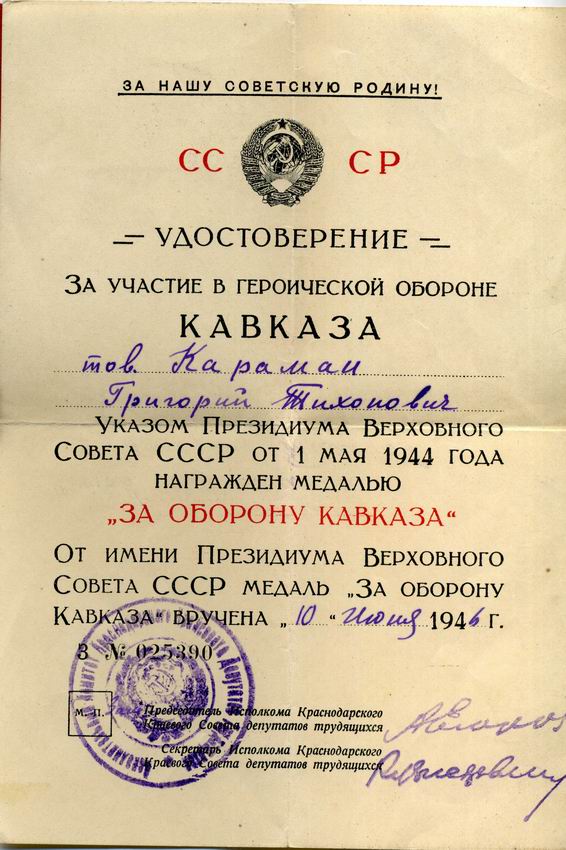 ЗА НАШУ СОВЕТСКУЮ РОДИНУ!
СС СР
УДОСТОВЕРЕНИЕ
ЗА УЧАСТИЕ В ГЕРОИЧЕСКОЙ ОБОРОНЕ
КАВКАЗА
тов. Караман
Григорий Тихонович
УКАЗОМ ПРЕЗИДИУМА ВЕРХОВНОГО
СОВЕТА СССР ОТ 1 МАЯ 1944 ГОДА
НАГРАЖДЕН МЕДАЛЬЮ
„ЗА ОБОРОНУ КАВКАЗА“
ОТ ИМЕНИ ПРЕЗИДИУМА ВЕРХОВНОГО
СОВЕТА СССР МЕДАЛЬ „ЗА ОБОРОНУ
КАВКАЗА“ ВРУЧЕНА „10“ Июня 1946 Г.
З № 025390
М. П.
Председатель Исполкома Краснодарского
Краевого Совета депутатов трудящихся
Секретарь Исполкома Краснодарского
Краевого Совета депутатов трудящихся